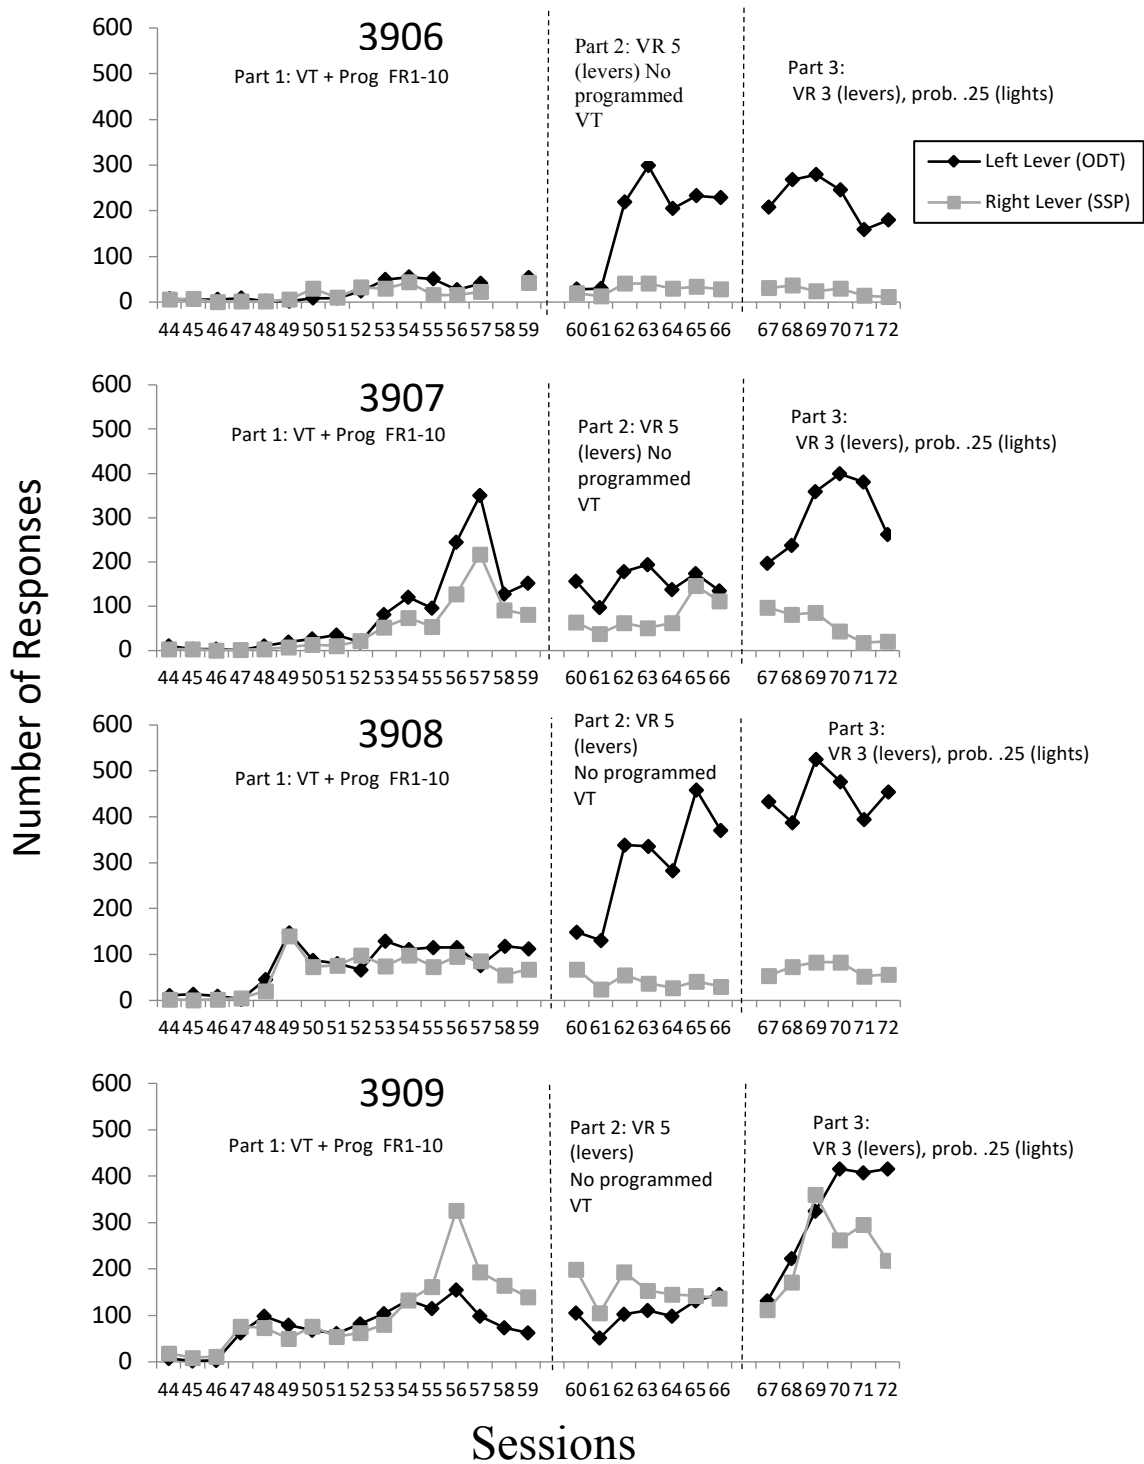 Number of Responses
600
500
400
300
200
100
0
3906
Part 1: VT + Prog FR1-10
Part 2: VR 5
(levers) No
programmed
VT
Part 3:
VR 3 (levers), prob. .25 (lights)
Left Lever (ODT)
Right Lever (SSP)
44 45 46 47 48 49 50 51 52 53 54 55 56 57 58 59 60 61 62 63 64 65 66 67 68 69 70 71 72
600
500
400
300
200
100
0
3907
Part 1: VT + Prog FR1-10
Part 2: VR 5
(levers) No
programmed
VT
Part 3:
VR 3 (levers), prob. .25 (lights)
44 45 46 47 48 49 50 51 52 53 54 55 56 57 58 59 60 61 62 63 64 65 66 67 68 69 70 71 72
600
500
400
300
200
100
0
3908
Part 1: VT + Prog FR1-10
Part 2: VR 5
(levers)
No programmed
VT
Part 3:
VR 3 (levers), prob. .25 (lights)
44 45 46 47 48 49 50 51 52 53 54 55 56 57 58 59 60 61 62 63 64 65 66 67 68 69 70 71 72
600
500
400
300
200
100
0
3909
Part 1: VT + Prog FR1-10
Part 2: VR 5
(levers)
No programmed
VT
Part 3:
VR 3 (levers), prob. .25 (lights)
44 45 46 47 48 49 50 51 52 53 54 55 56 57 58 59 60 61 62 63 64 65 66 67 68 69 70 71 72
Sessions